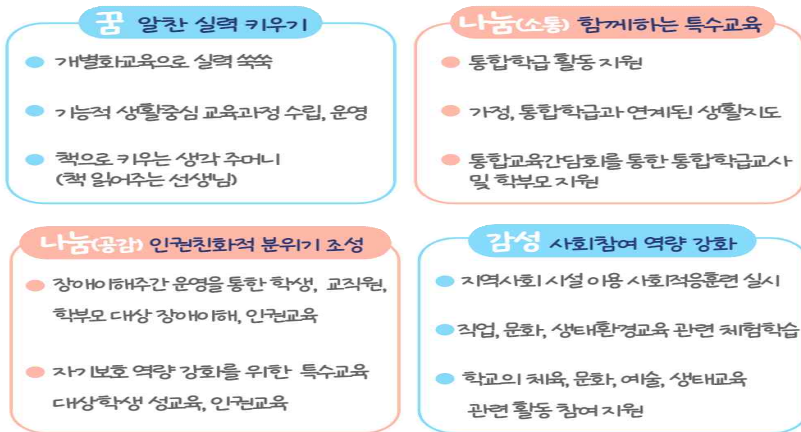 꿈 알찬 실력 키우기
개별화교육으로 실력 쑥쑥
기능적 생활중심 교육과정 수립, 운영
책으로 키우는 생각 주머니
(책 읽어주는 선생님)
나눔(소통) 함께하는 특수교육
통합학급 활동 지원
가정, 통합학급과 연계된 생활지도
통합교육간담회를 통한 통합학급교사
및 학부모 지원
나눔(공감) 인권친화적 분위기 조성
장애이해주간 운영을 통한 학생, 교직원,
학부모 대상 장애이해, 인권교육
자기보호 역량 강화를 위한 특수교육
대상학생 성교육, 인권교육
감성 사회참여 역량 강화
지역사회 시설 이용 사회적응훈련 실시
직업, 문화, 생태환경교육 관련 체험학습
학교의 체육, 문화, 예술, 생태교육
관련 활동 참여 지원